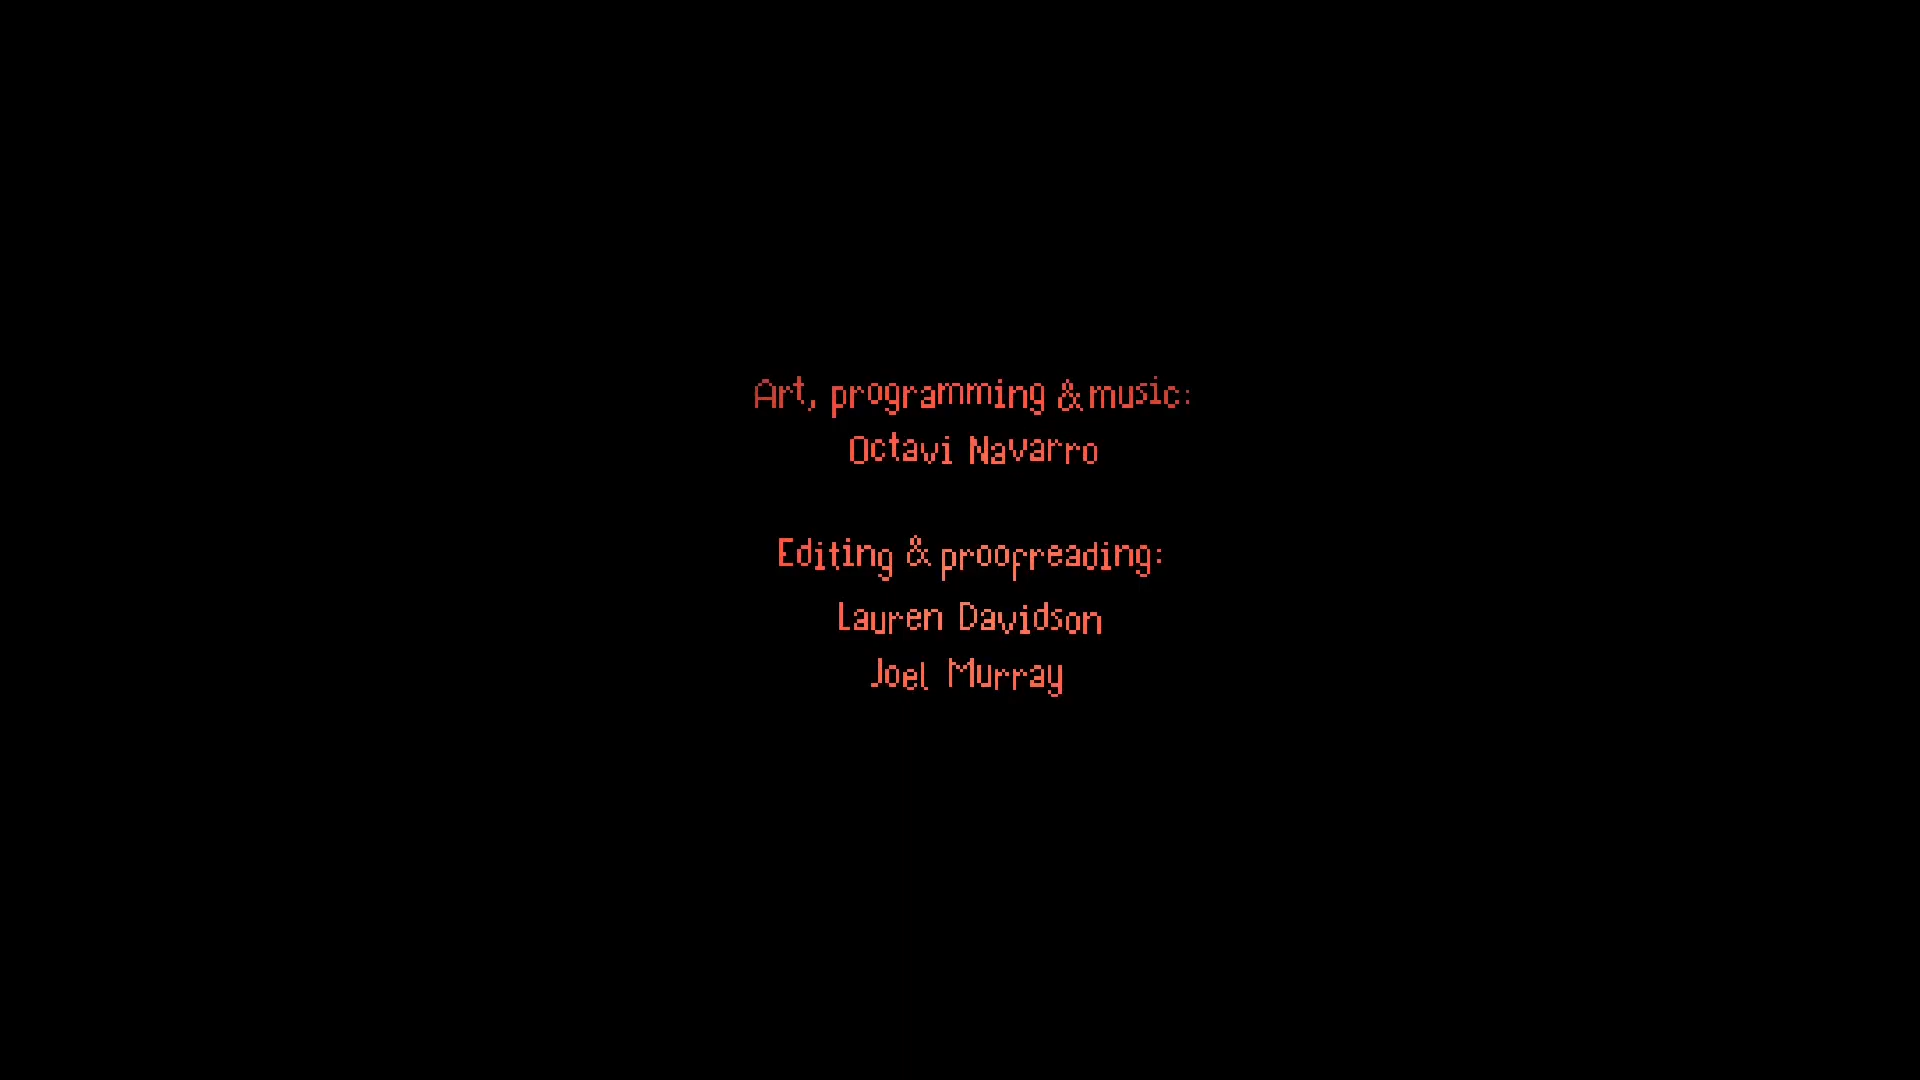 Art, programming & music:
Octavi Navarro
Editing & proofreading:
Lauren Davidson
Joel Murray